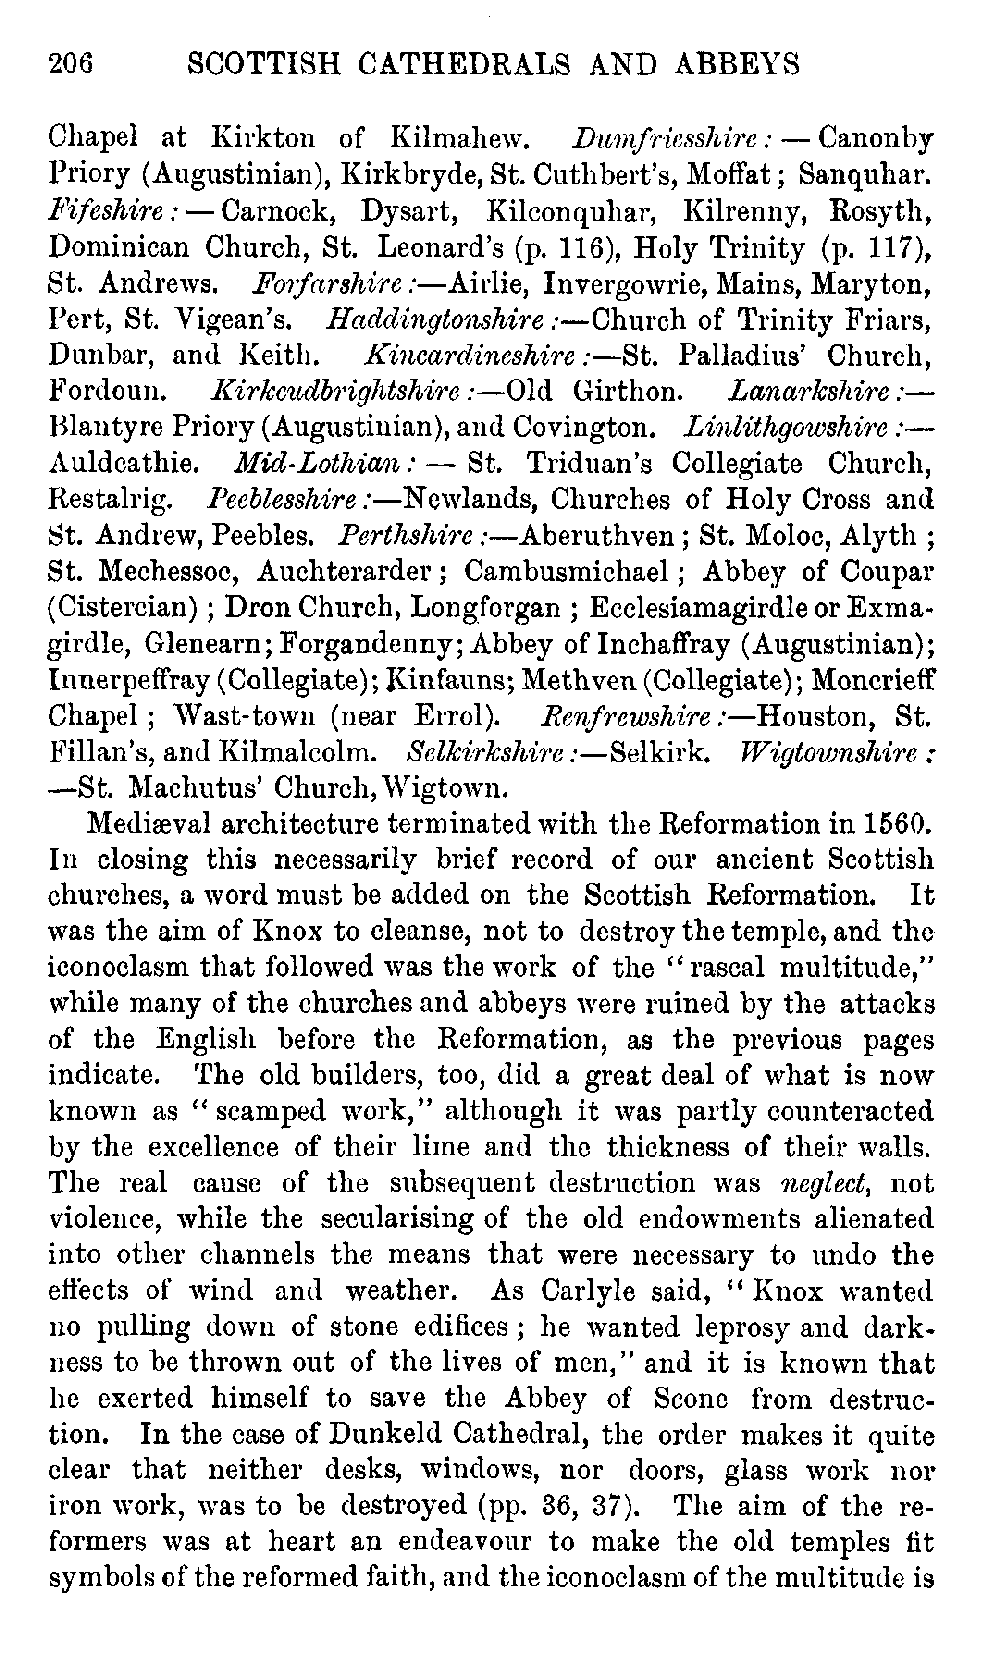 206 SCOTTISH CATHEDRALS AND ABBEYS
Chapel at Kirkton of Kilmahew. Dumfriesshire: — Canonby
Priory (Augustinian), Kirkbryde, St. Cuthbert's, Moffat; Sanquhar.
Fifeshire: — Carnock, Dysart, Kilconquhar, Kilrenny, Rosyth,
Dominican Church, St. Leonard's (p. 116), Holy Trinity (p. 117),
St. Andrews. Forfarshire:—Airlie, Invergowrie, Mains, Maryton,
Pert, St. Vigean's. Haddingtonshire:—Church of Trinity Friars,
Dunbar, and Keith. Kincardineshire:—St. Palladius' Church,
Fordoun. Kirkcudbrightshire:—Old Girthon. Lanarkshire:—
Blantyre Priory (Augustinian), and Covington. Linlithgowshire:—
Auldcathie. Mid-Lothian: — St. Triduan's Collegiate Church,
Restalrig. Peeblesshire:—Newlands, Churches of Holy Cross and
St. Andrew, Peebles. Perthshire:—Aberuthven; St. Moloc, Alyth;
St. Mechessoc, Auchterarder; Cambusmichael; Abbey of Coupar
(Cistercian); Dron Church, Longforgan; Ecclesiamagirdle or Exma-
girdle, Glenearn; Forgandenny; Abbey of Inchaffray (Augustinian);
Innerpeffray (Collegiate); Kinfauns; Methven (Collegiate); Moncrieff
Chapel; Wast-town (near Errol). Renfrewshire:—Houston, St.
Fillan's, and Kilmalcolm. Selkirkshire:—Selkirk. Wigtownshire:
—St. Machutus' Church, Wigtown.
Mediæval architecture terminated with the Reformation in 1560.
In closing this necessarily brief record of our ancient Scottish
churches, a word must be added on the Scottish Reformation. It
was the aim of Knox to cleanse, not to destroy the temple, and the
iconoclasm that followed was the work of the "rascal multitude,"
while many of the churches and abbeys were ruined by the attacks
of the English before the Reformation, as the previous pages
indicate. The old builders, too, did a great deal of what is now
known as "scamped work," although it was partly counteracted
by the excellence of their lime and the thickness of their walls.
The real cause of the subsequent destruction was neglect, not
violence, while the secularising of the old endowments alienated
into other channels the means that were necessary to undo the
effects of wind and weather. As Carlyle said, "Knox wanted
no pulling down of stone edifices; he wanted leprosy and dark-
ness to be thrown out of the lives of men," and it is known that
he exerted himself to save the Abbey of Scone from destruc-
tion. In the case of Dunkeld Cathedral, the order makes it quite
clear that neither desks, windows, nor doors, glass work nor
iron work, was to be destroyed (pp. 36, 37). The aim of the re-
formers was at heart an endeavour to make the old temples fit
symbols of the reformed faith, and the iconoclasm of the multitude is